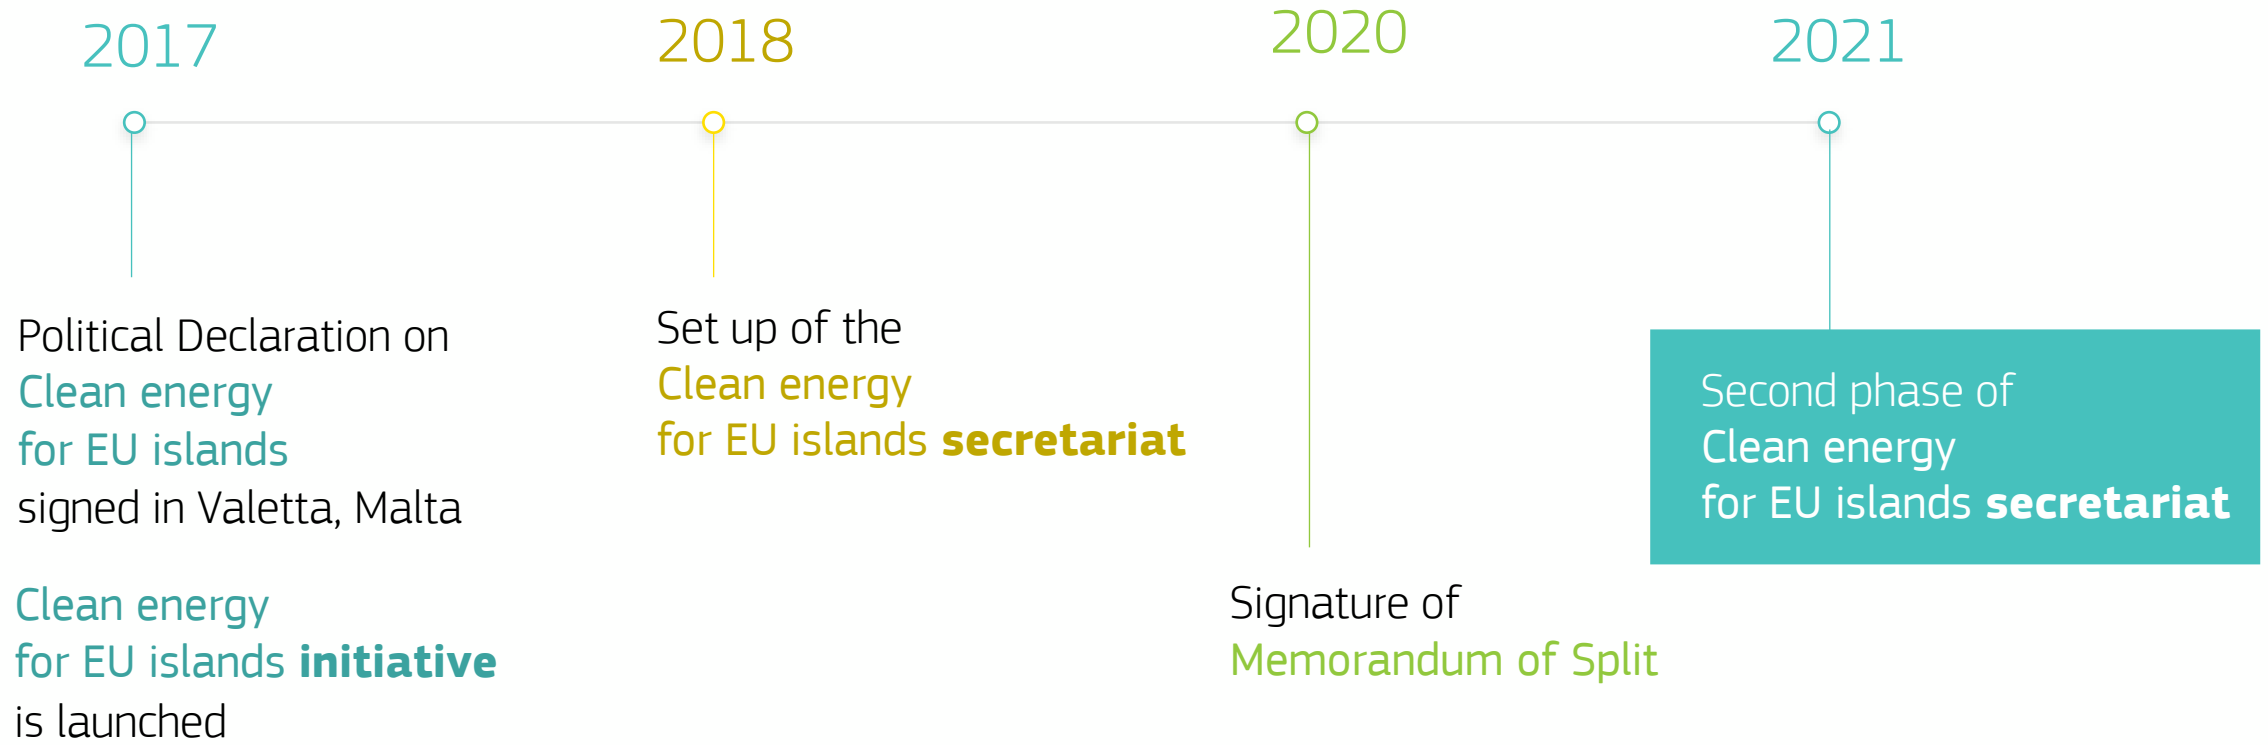 2017
Political Declaration on
Clean energy
for EU islands
signed in Valetta, Malta
Clean energy
for EU islands initiative
is launched
2018
Set up of the
Clean energy
for EU islands secretariat
2020
Signature of
Memorandum of Split
2021
Second phase of
Clean energy
for EU islands secretariat